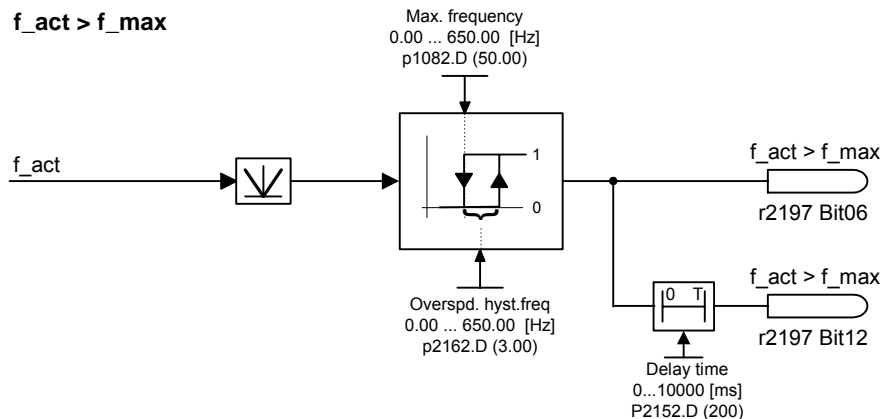 f_act > f_max
Max. frequency
0.00 ... 650.00 [Hz]
p1082.D (50.00)
f_act
1
0
f_act > f_max
r2197 Bit06
Overspd. hyst.freq
0.00 ... 650.00 [Hz]
p2162.D (3.00)
0 T
f_act > f_max
r2197 Bit12
Delay time
0...10000 [ms]
P2152.D (200)